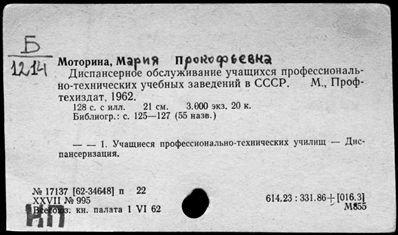 Б
1214
Моторина, Мария Прокофьевна
Диспансерное обслуживание учащихся профессиональ-
но-технических учебных заведений в СССР. М., Проф-
техиздат, 1962.
128 с. с илл. 21 см. 3.000 экз. 20 к.
Библиогр.: с. 125—127 (55 назв.)
— — 1. Учащиеся профессионально-технических училищ — Дис-
пансеризация.
№ 17137 [62-34648] п 22
XXVII № 995
Всесоюз. кн. палата 1 VI 62
НП
614.23 : 331.86+[016.3]
М855